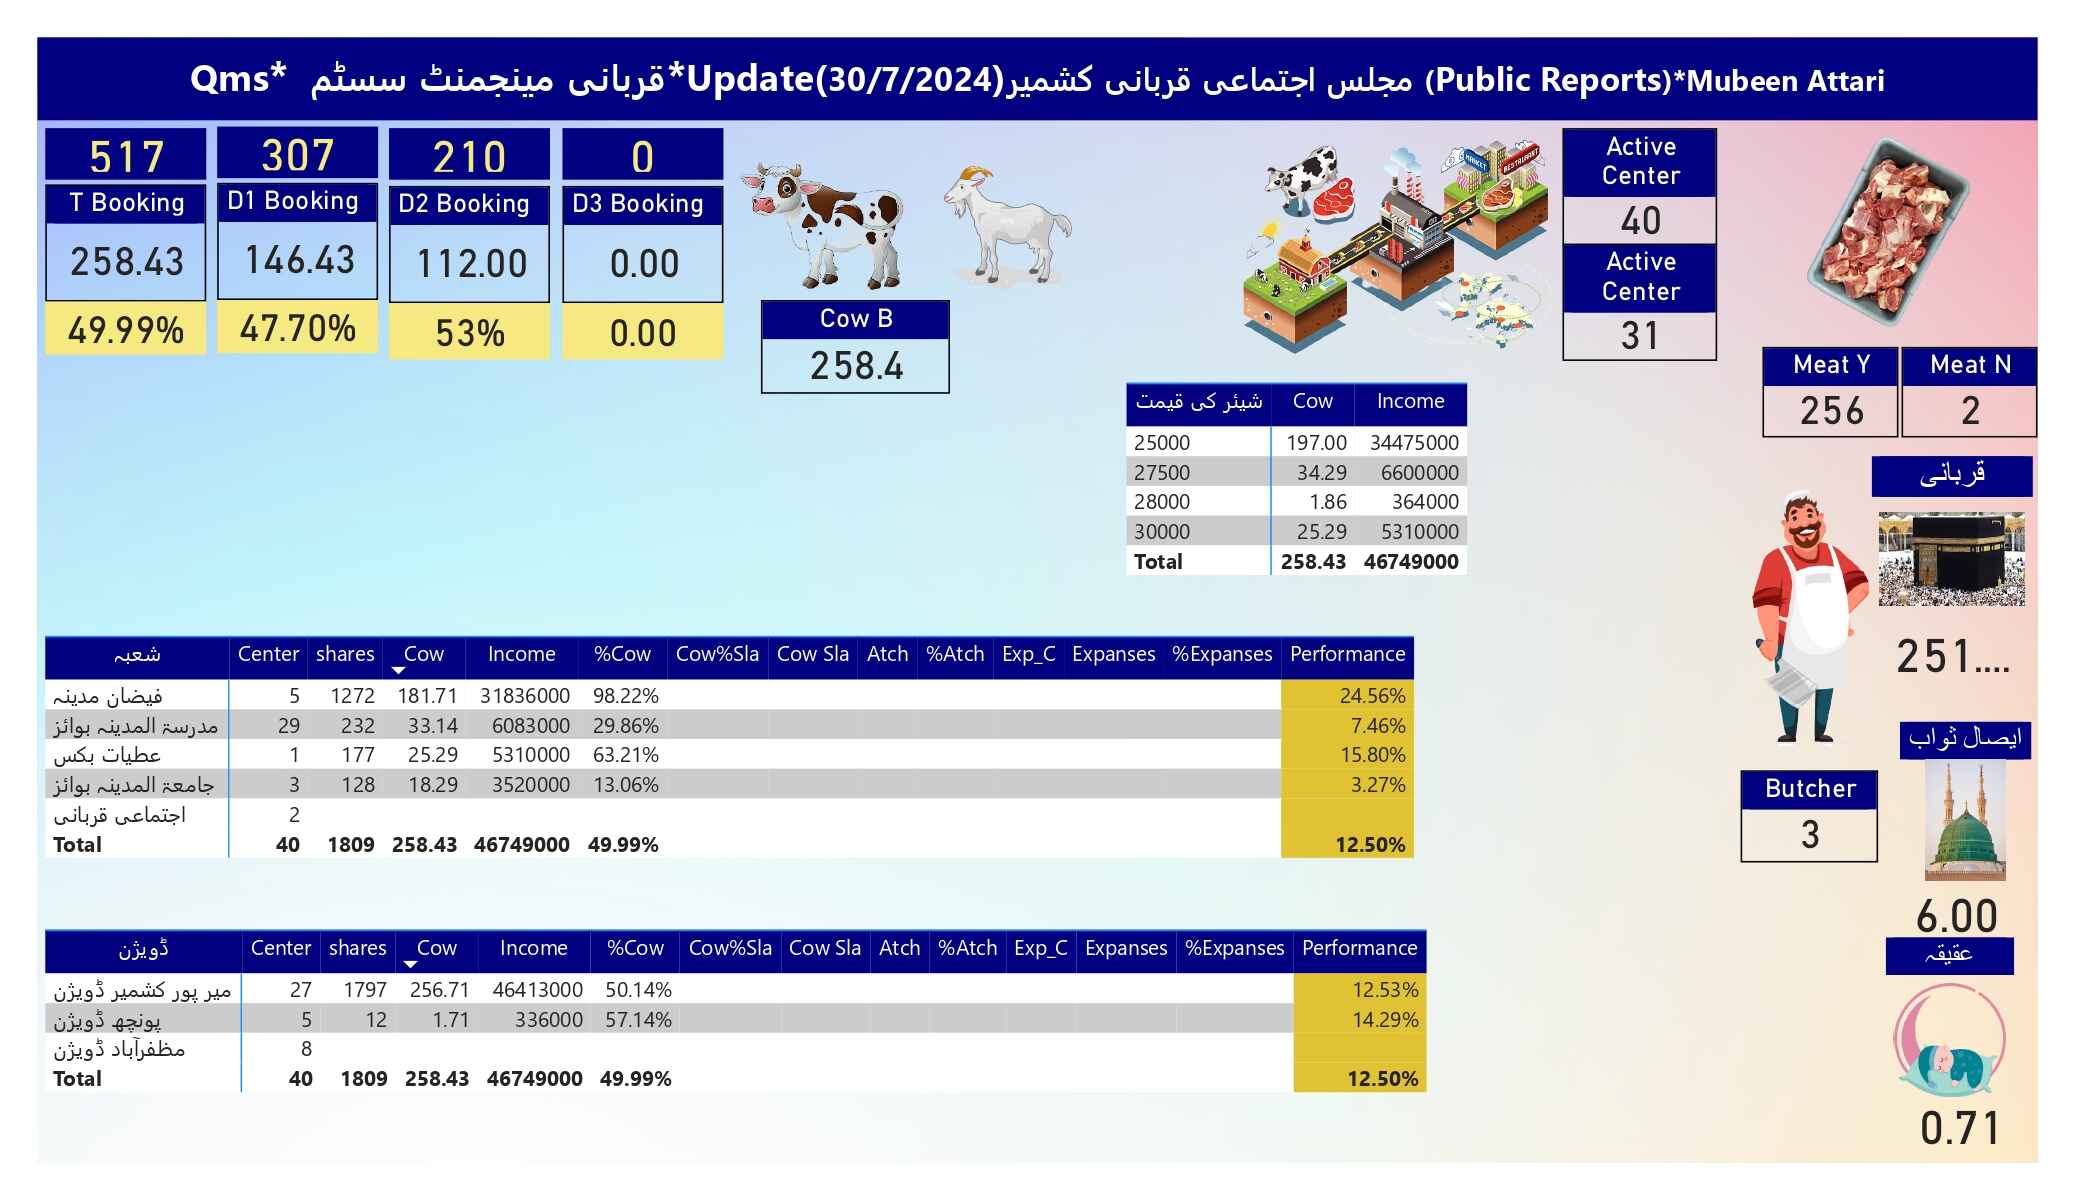 Qms* قربانی مینجمنٹ سسٹم*Update(30/7/2024)مجلس اجتماعی قربانی کشمیر (Public Reports)*Mubeen Attari
517 307 210 0
T Booking D1 Booking D2 Booking D3 Booking
258.43 146.43 112.00 0.00
49.99% 47.70% 53% 0.00
Cow B
258.4
MARKET
RESTAURANT
Active Center
40
Active Center
31
Meat Y Meat N
256 2
شیئر کی قیمت Cow Income
25000 197.00 34475000
27500 34.29 6600000
28000 1.86 364000
30000 25.29 5310000
Total 258.43 46749000
قربانی
251....
ایصال ثواب
Butcher
3
6.00
عقیقہ
0.71
شعبہ Center shares Cow Income %Cow Cow%Sla Cow Sla Atch %Atch Exp_C Expanses %Expanses Performance
فیضان مدینہ 5 1272 181.71 31836000 98.22% 24.56%
مدرسۃ المدینہ بوائز 29 232 33.14 6083000 29.86% 7.46%
عطیات بکس 1 177 25.29 5310000 63.21% 15.80%
جامعۃ المدینہ بوائز 3 128 18.29 3520000 13.06% 3.27%
اجتماعی قربانی 2
Total 40 1809 258.43 46749000 49.99% 12.50%
ڈویژن Center shares Cow Income %Cow Cow%Sla Cow Sla Atch %Atch Exp_C Expanses %Expanses Performance
میر پور کشمیر ڈویژن 27 1797 256.71 46413000 50.14% 12.53%
پونچھ ڈویژن 5 12 1.71 336000 57.14% 14.29%
مظفرآباد ڈویژن 8
Total 40 1809 258.43 46749000 49.99% 12.50%